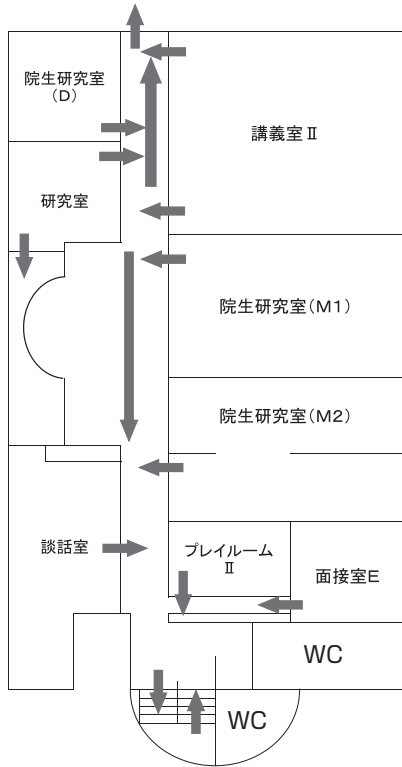 院生研究室
(D)
講義室Ⅱ
研究室
院生研究室(M1)
院生研究室(M2)
談話室
プレイルーム
Ⅱ
面接室E
WC
WC